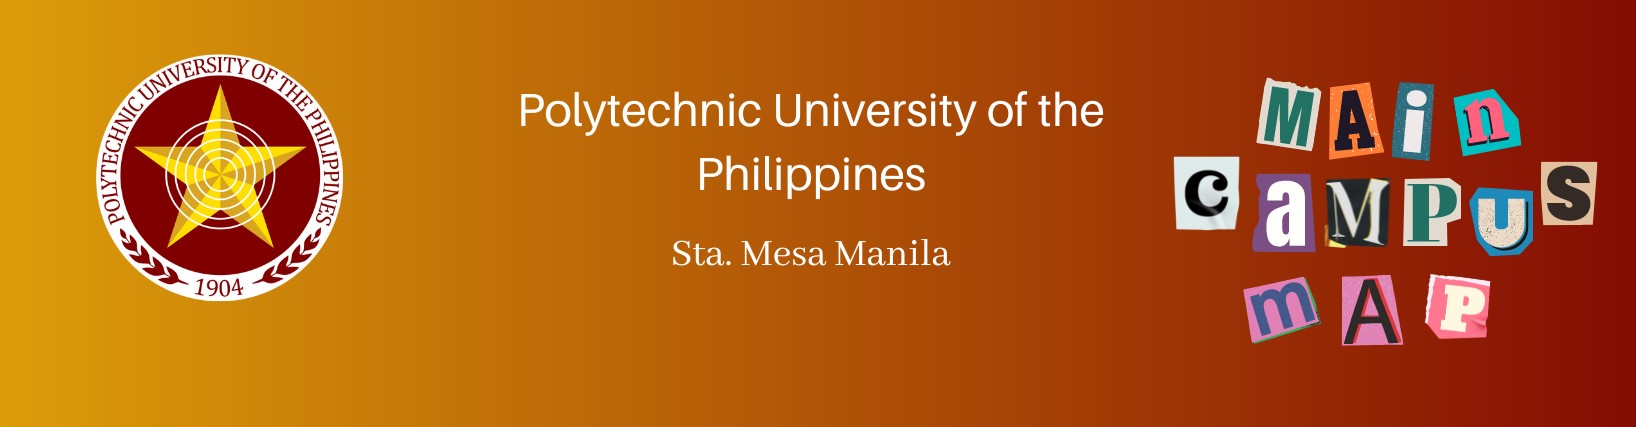 POLYTECHNIC UNIVERSITY OF THE PHILIPPINES
1904
Polytechnic University of the
Philippines
Sta. Mesa Manila
MAin
CaMPUS
mAP